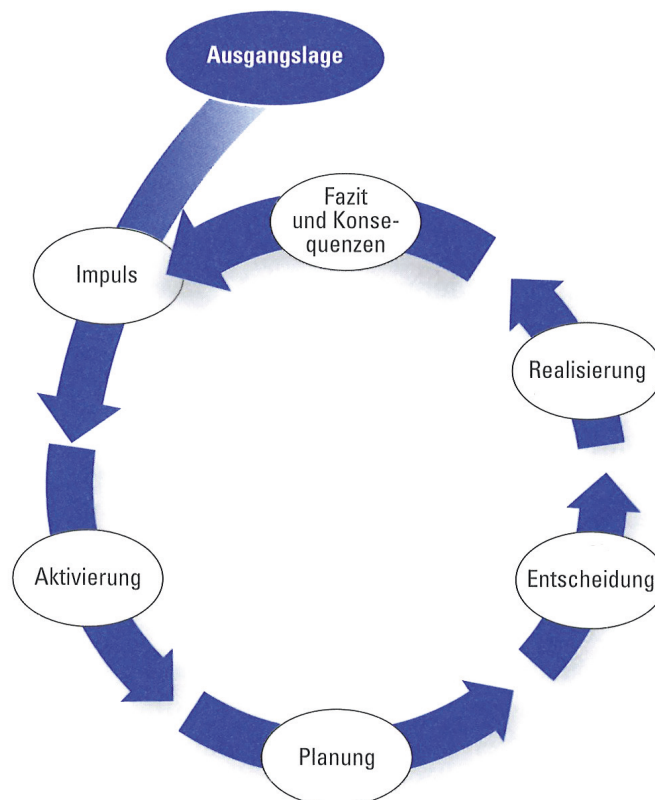 Ausgangslage
Fazit
und Konse-
quenzen
Impuls
Realisierung
Aktivierung
Entscheidung
Planung